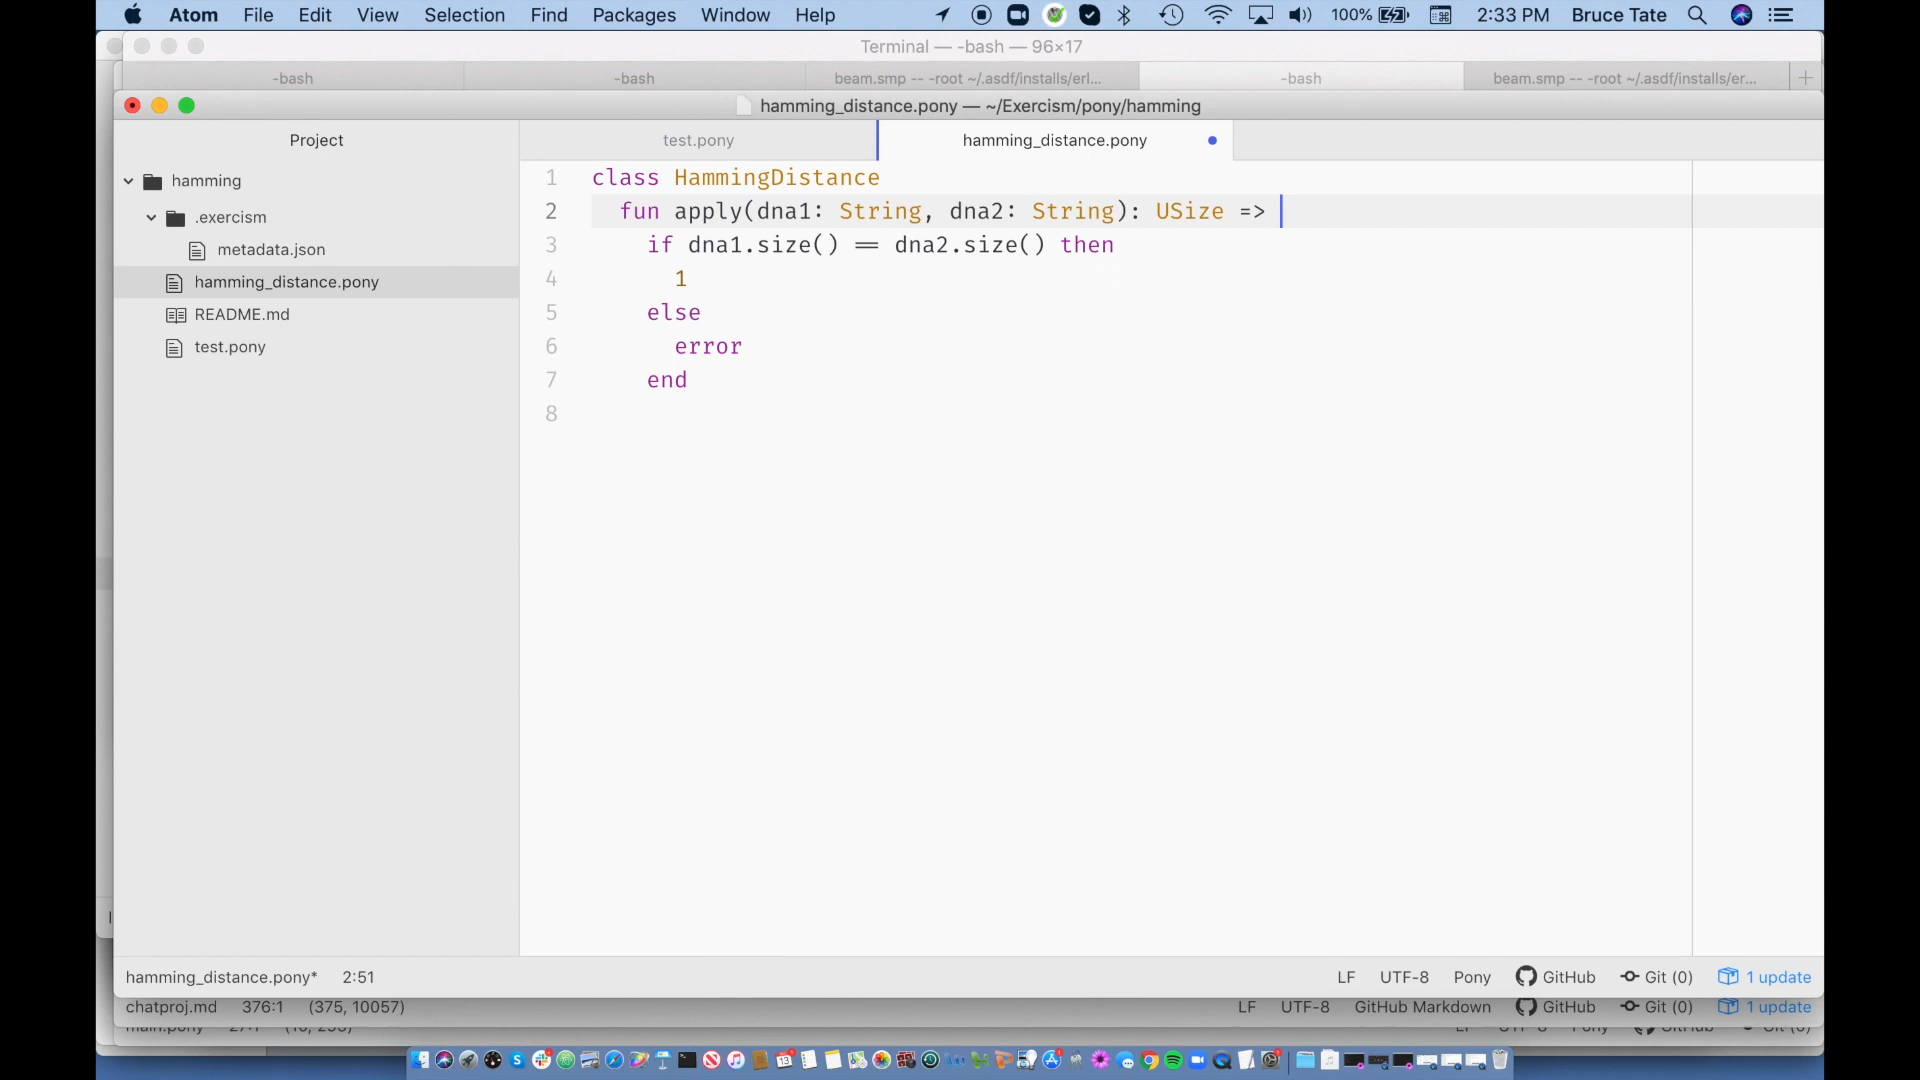 Atom File Edit View Selection Find Packages Window Help 100% 2:33 PM Bruce Tate
Terminal — -bash — 96×17
-bash -bash beam.smp -- -root ~/.asdf/installs/erl... -bash beam.smp -- -root ~/.asdf/installs/er...
hamming_distance.pony — ~/Exercism/pony/hamming
Project
test.pony hamming_distance.pony
hamming
.exercism
metadata.json
hamming_distance.pony
README.md
test.pony
1 class HammingDistance
2 fun apply(dna1: String, dna2: String): USize =>
3 if dna1.size() == dna2.size() then
4 1
5 else
6 error
7 end
8
hamming_distance.pony* 2:51 LF UTF-8 Pony GitHub Git (0) 1 update
chatproj.md 376:1 (375, 10057) LF UTF-8 GitHub Markdown GitHub Git (0) 1 update